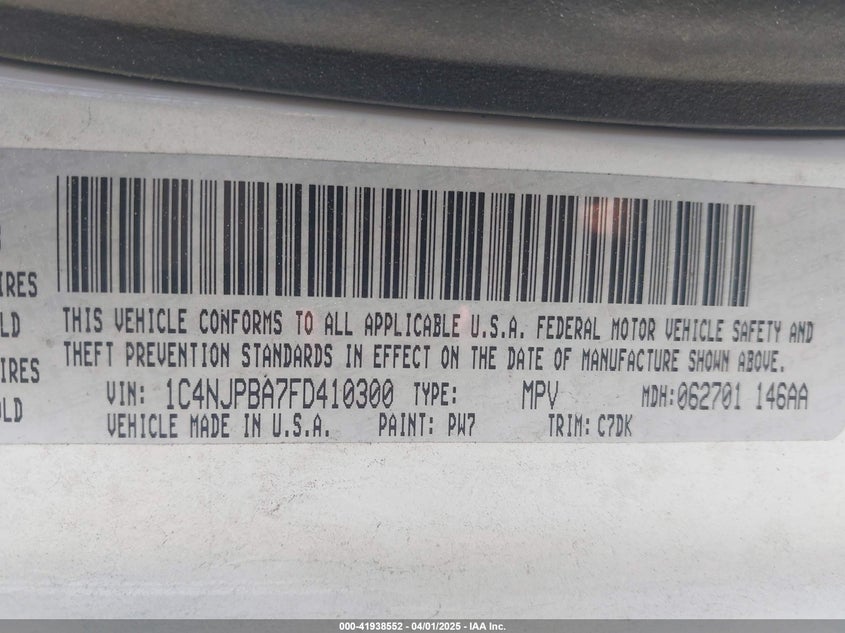 IRES
LD
IRES
OLD
THIS VEHICLE CONFORMS TO ALL APPLICABLE U.S.A. FEDERAL MOTOR VEHICLE SAFETY AND
THEFT PREVENTION STANDARDS IN EFFECT ON THE DATE OF MANUFACTURE SHOWN ABOVE.
VIN: 1C4NJPBA7FD410300 TYPE: MPV MDH:062701 146AA
VEHICLE MADE IN U.S.A. PAINT: PW7 TRIM: C7DK
000-41938552 - 04/01/2025 - IAA Inc.